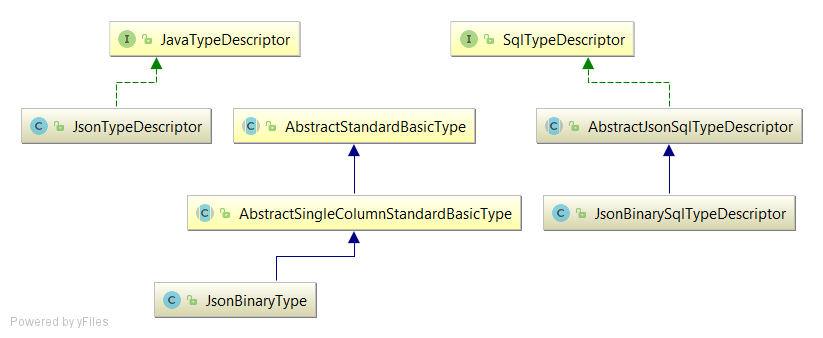 I JavaTypeDescriptor
I SqlTypeDescriptor
C JsonTypeDescriptor
C AbstractStandardBasicType
C AbstractJsonSqlTypeDescriptor
C AbstractSingleColumnStandardBasicType
C JsonBinarySqlTypeDescriptor
C JsonBinaryType
Powered by yFiles